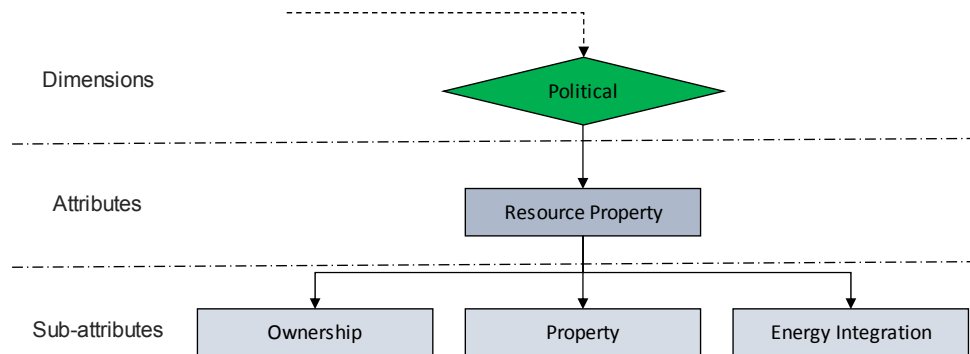 Dimensions
Political
Attributes
Resource Property
Sub-attributes
Ownership
Property
Energy Integration